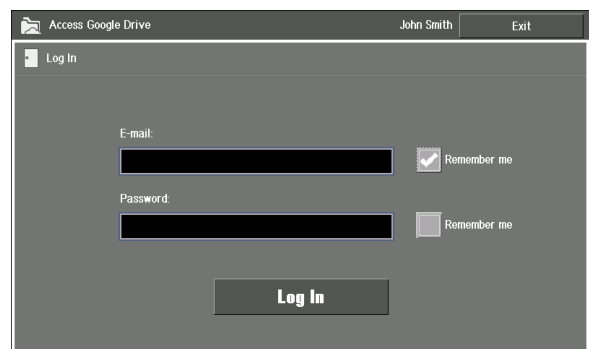 Access Google Drive John Smith Exit
Log In
E-mail:
Remember me
Password:
Remember me
Log In